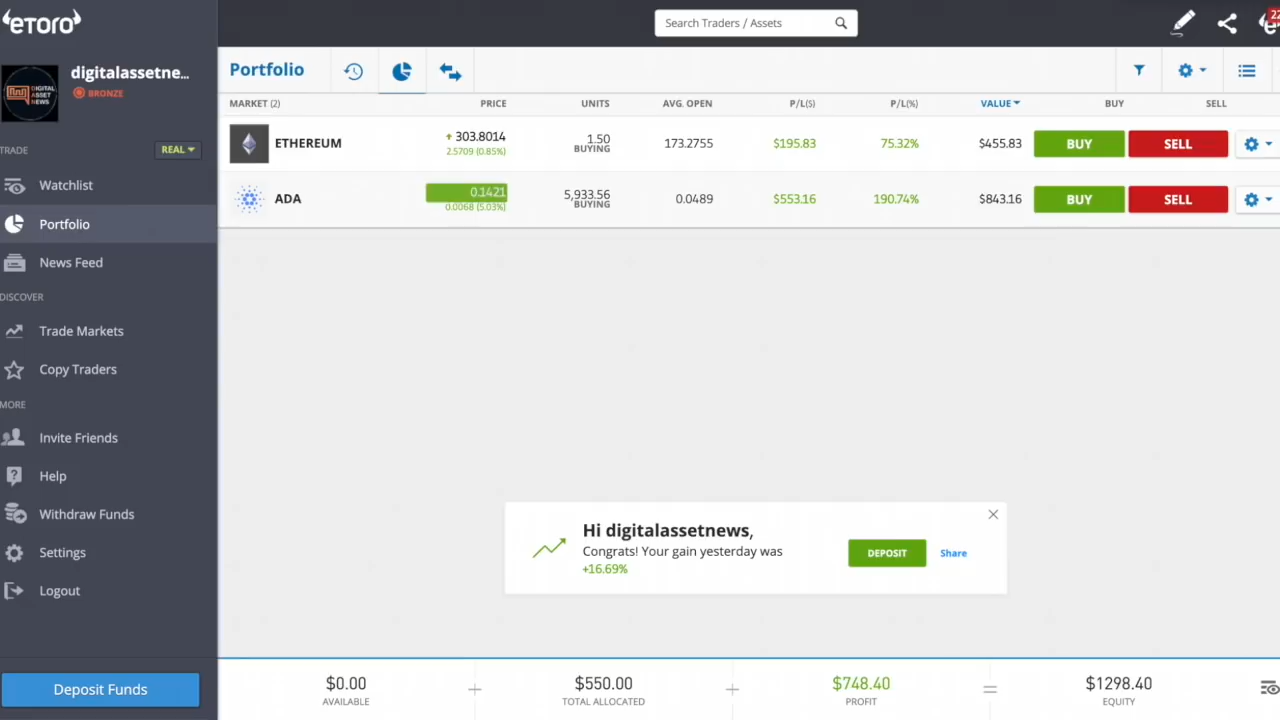 eToro
Search Traders / Assets
22
digitalassetne...
BRONZE
TRADE
REAL
Watchlist
Portfolio
News Feed
DISCOVER
Trade Markets
Copy Traders
MORE
Invite Friends
Help
Withdraw Funds
Settings
Logout
Deposit Funds
Portfolio
MARKET (2) PRICE UNITS AVG. OPEN P/L($) P/L(%) VALUE BUY SELL
ETHEREUM 303.8014 1.50 173.2755 $195.83 75.32% $455.83 BUY SELL
2.5709 (0.85%) BUYING
ADA 0.1421 5,933.56 0.0489 $553.16 190.74% $843.16 BUY SELL
0.0068 (5.03%) BUYING
Hi digitalassetnews,
Congrats! Your gain yesterday was
+16.69%
DEPOSIT Share
$0.00 + $550.00 + $748.40 = $1298.40
AVAILABLE TOTAL ALLOCATED PROFIT EQUITY
DIGITAL
ASSET
NEWS